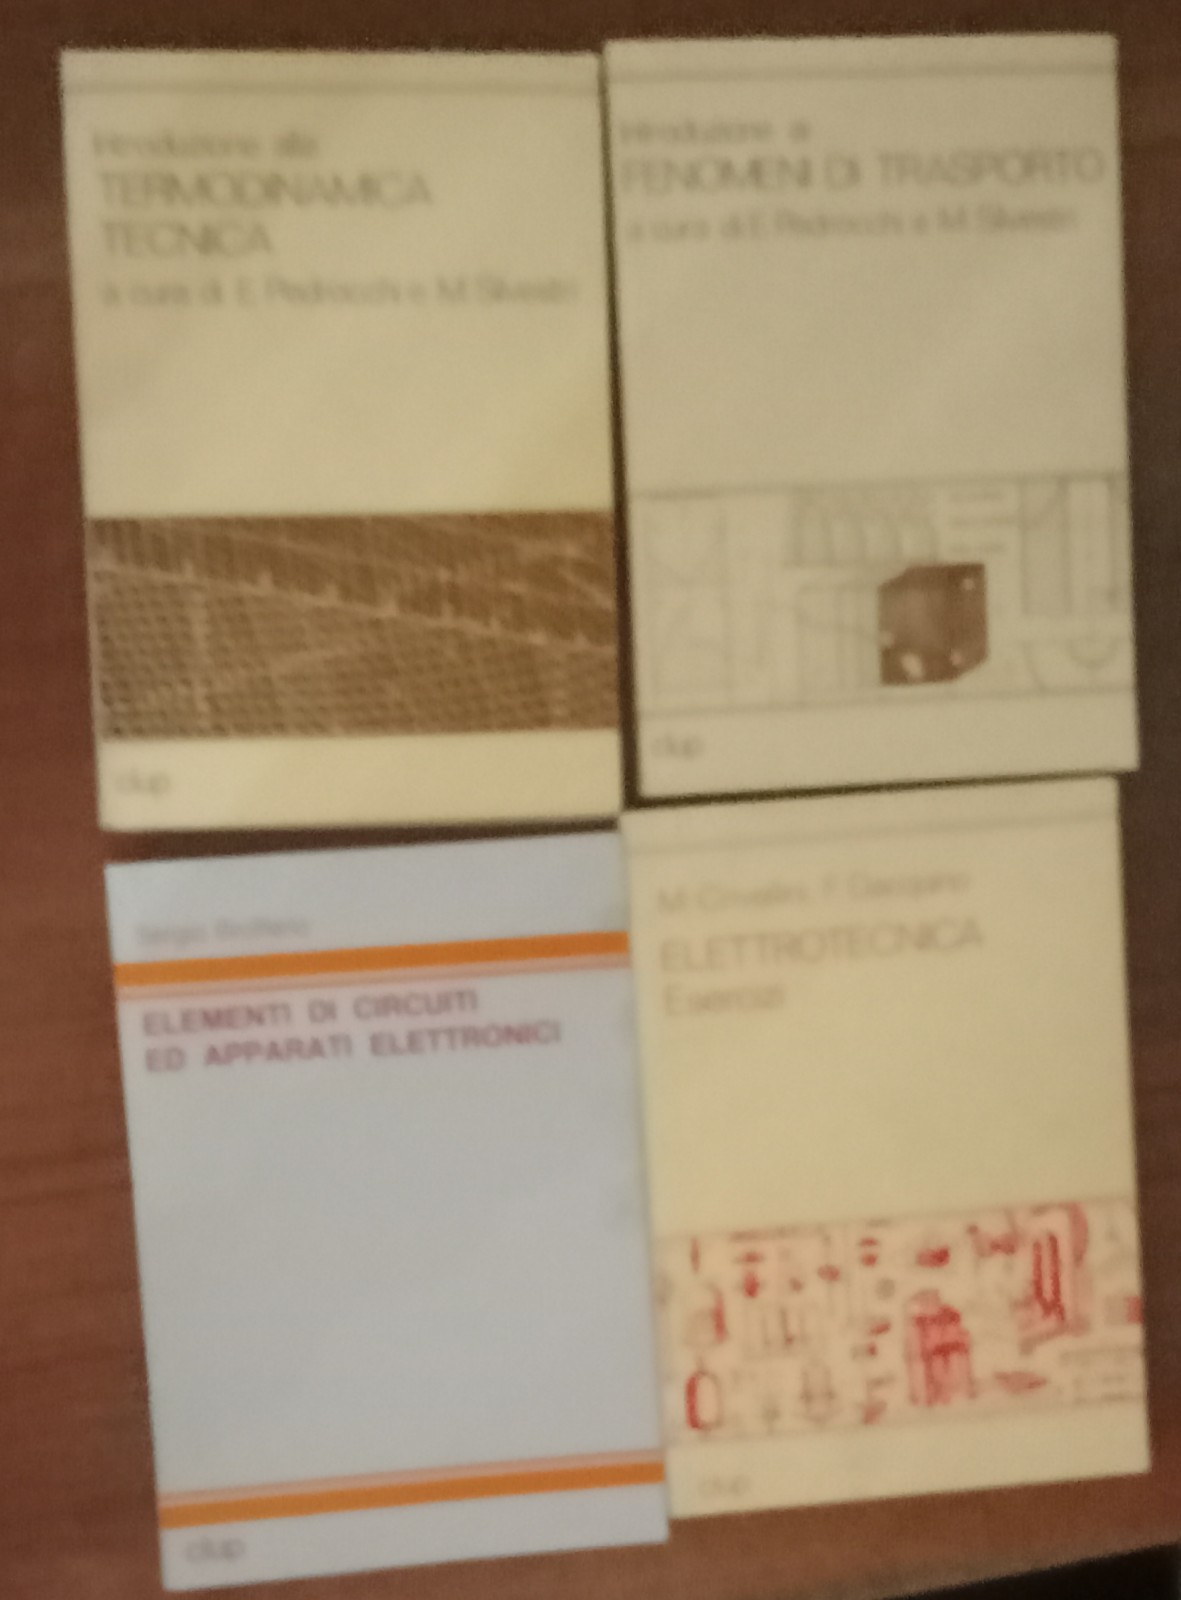 Introduzione alla
TERMODINAMICA
TECNICA
a cura di E. Pedrocchi e M. Silvestri
clup
Introduzione ai
FENOMENI DI TRASPORTO
a cura di E. Pedrocchi e M. Silvestri
clup
Sergio
ELEMENTI DI CIRCUITI
ED APPARATI ELETTRONICI
clup
M.
ELETTROTECNICA
Esercizi
clup